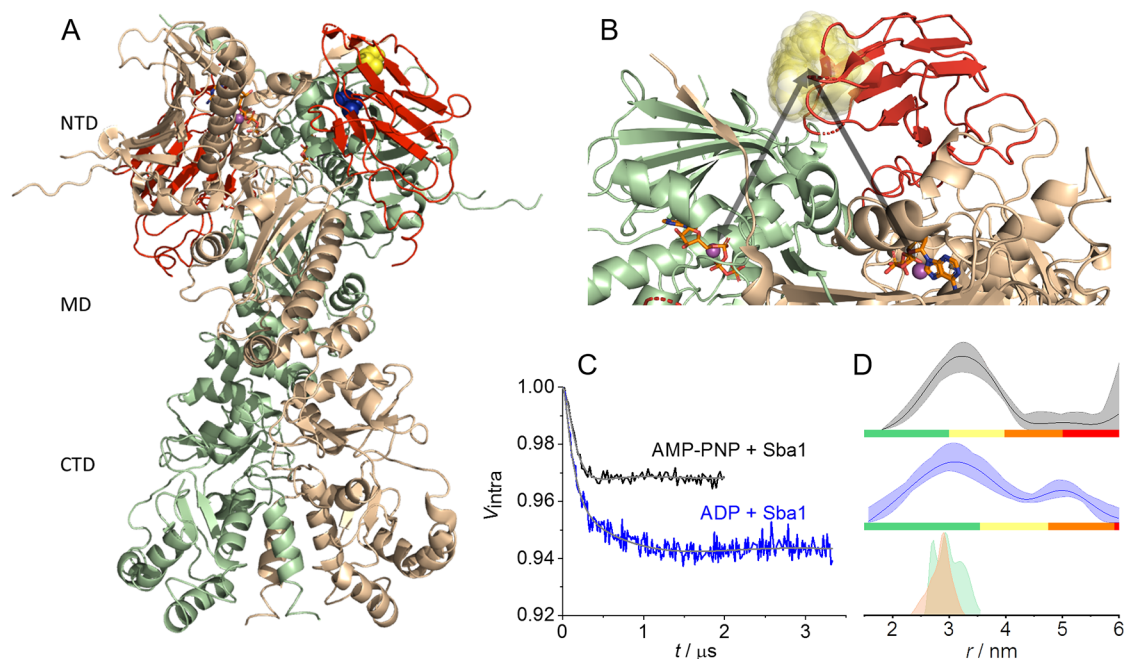 A
B
NTD
MD
CTD
C
D
1.00
0.98
0.96
0.94
0.92
Vintra
AMP-PNP + Sba1
ADP + Sba1
0
1
2
3
t / μs
2
3
4
5
6
r / nm